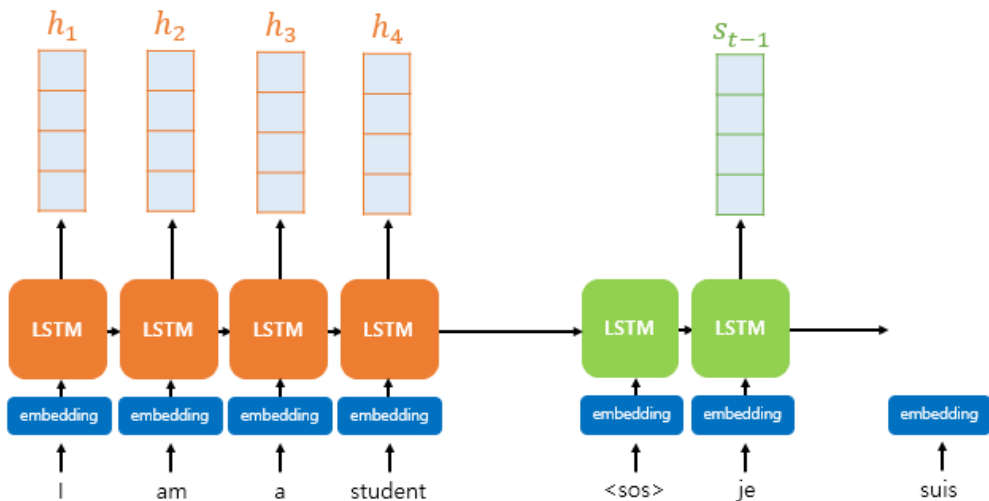 h₁ h₂ h₃ h₄ sₜ₋₁
LSTM LSTM LSTM LSTM LSTM LSTM
embedding embedding embedding embedding embedding embedding embedding
I am a student <sos> je suis